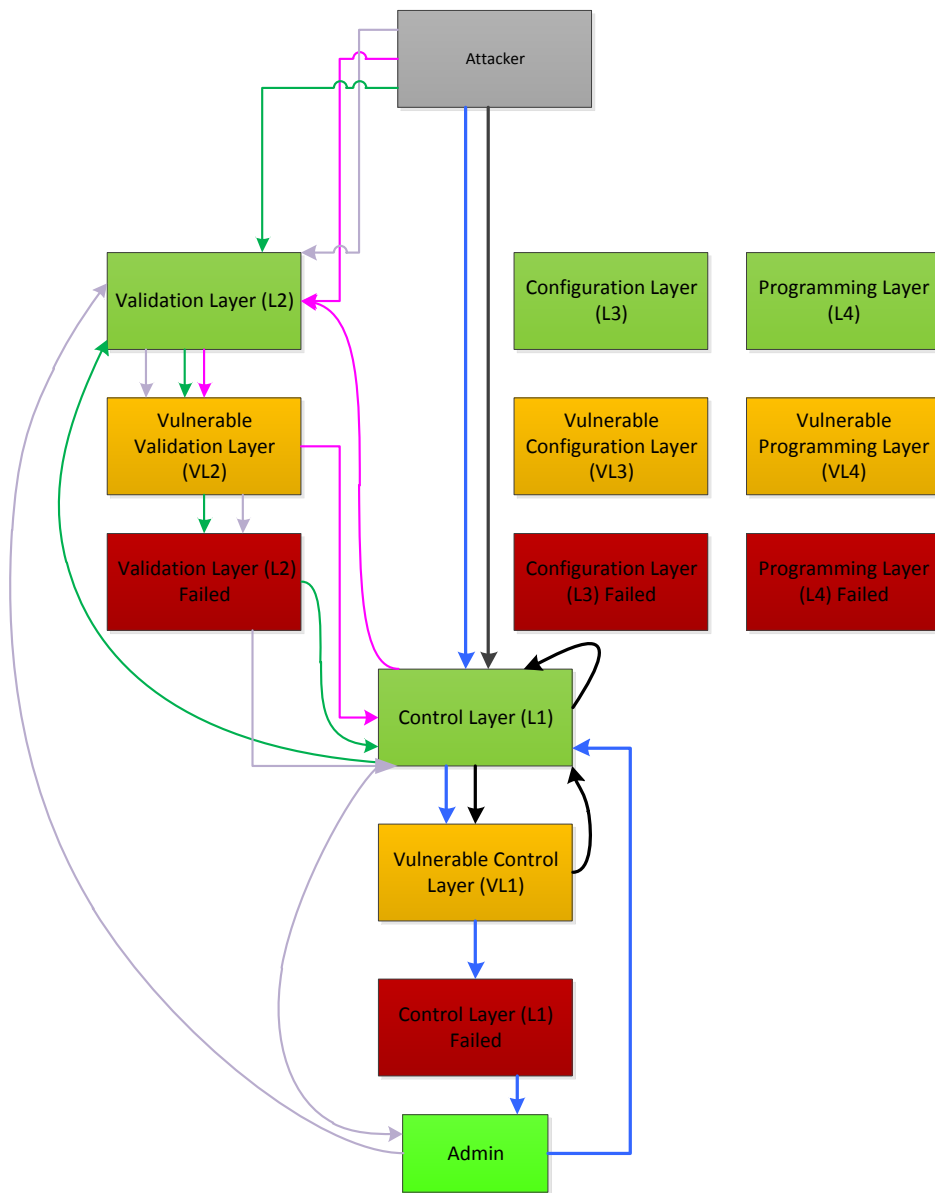 Attacker
Validation Layer (L2)
Configuration Layer
(L3)
Programming Layer
(L4)
Vulnerable
Validation Layer
(VL2)
Vulnerable
Configuration Layer
(VL3)
Vulnerable
Programming Layer
(VL4)
Validation Layer (L2)
Failed
Configuration Layer
(L3) Failed
Programming Layer
(L4) Failed
Control Layer (L1)
Vulnerable Control
Layer (VL1)
Control Layer (L1)
Failed
Admin